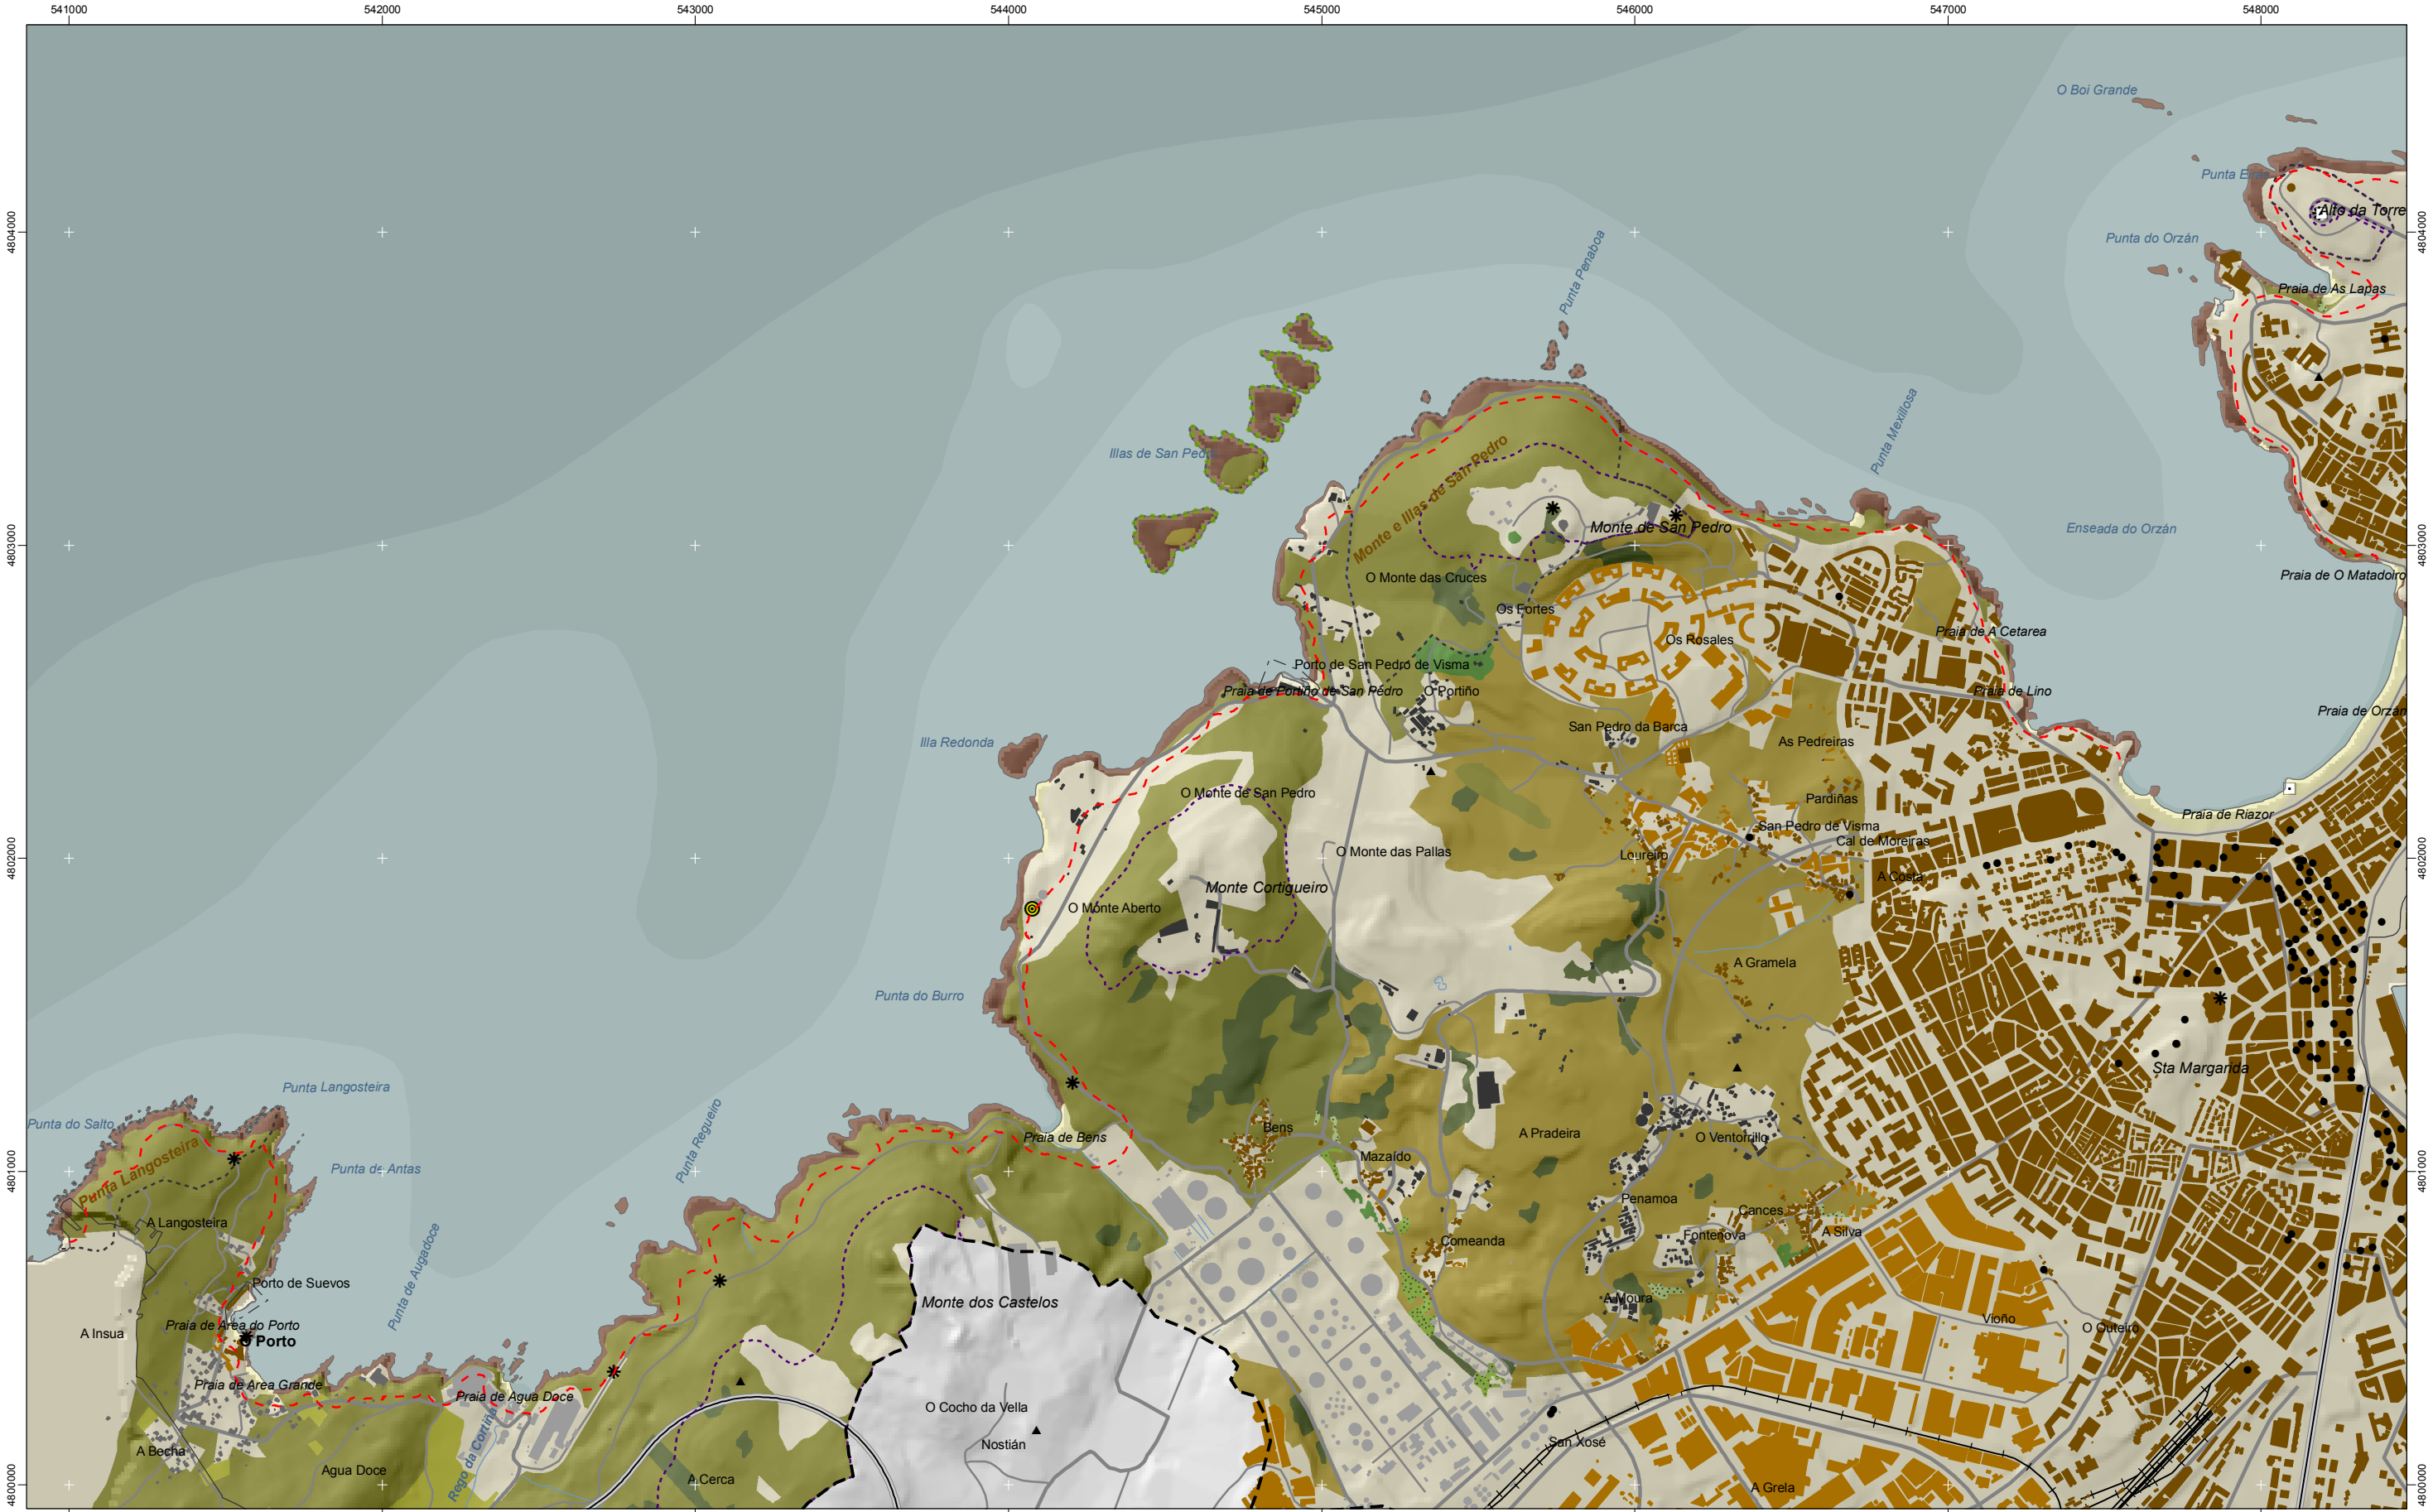 541000 542000 543000 544000 545000 546000 547000 548000
O Boi Grande
Punta Eiras
Alto da Torre
4804000
4804000
Punta do Orzán
Punta Penaboa
Praia de As Lapas
Illas de San Pedro
Monte e Illas de San Pedro
Punta Mexillosa
Monte de San Pedro
Enseada do Orzán
4803000
4803000
O Monte das Cruces
Praia de O Matadoiro
Os Fortes
Praia de A Cetarea
Os Rosales
Porto de San Pedro de Visma
Praia de Portiño de San Pedro
O Portiño
Praia de Lino
Praia de Orzán
San Pedro da Barca
As Pedreiras
Illa Redonda
O Monte de San Pedro
Pardiñas
Praia de Riazor
San Pedro de Visma
Cal de Moreiras
O Monte das Pallas
Loureiro
4802000
4802000
A Costa
Monte Cortigueiro
O Monte Aberto
A Gramela
Punta do Burro
Sta Margarida
Punta Langosteira
Punta do Salto
Punta Regueiro
Praia de Bens
Bens
A Pradeira
O Ventorrillo
Punta Langosteira
Punta de Antas
Mazaído
4801000
4801000
Penamoa
Cances
A Langosteira
Punta de Augadoce
Comeanda
Fontenova
A Silva
Porto de Suevos
Monte dos Castelos
A Moura
Praia de Area do Porto
A Insua
Porto
Vioño
O Outeiro
Praia de Area Grande
Praia de Agua Doce
O Cocho da Vella
Rego da Cortiña
Nostián
San Xosé
A Becha
Agua Doce
A Cerca
A Grela
4800000
4800000